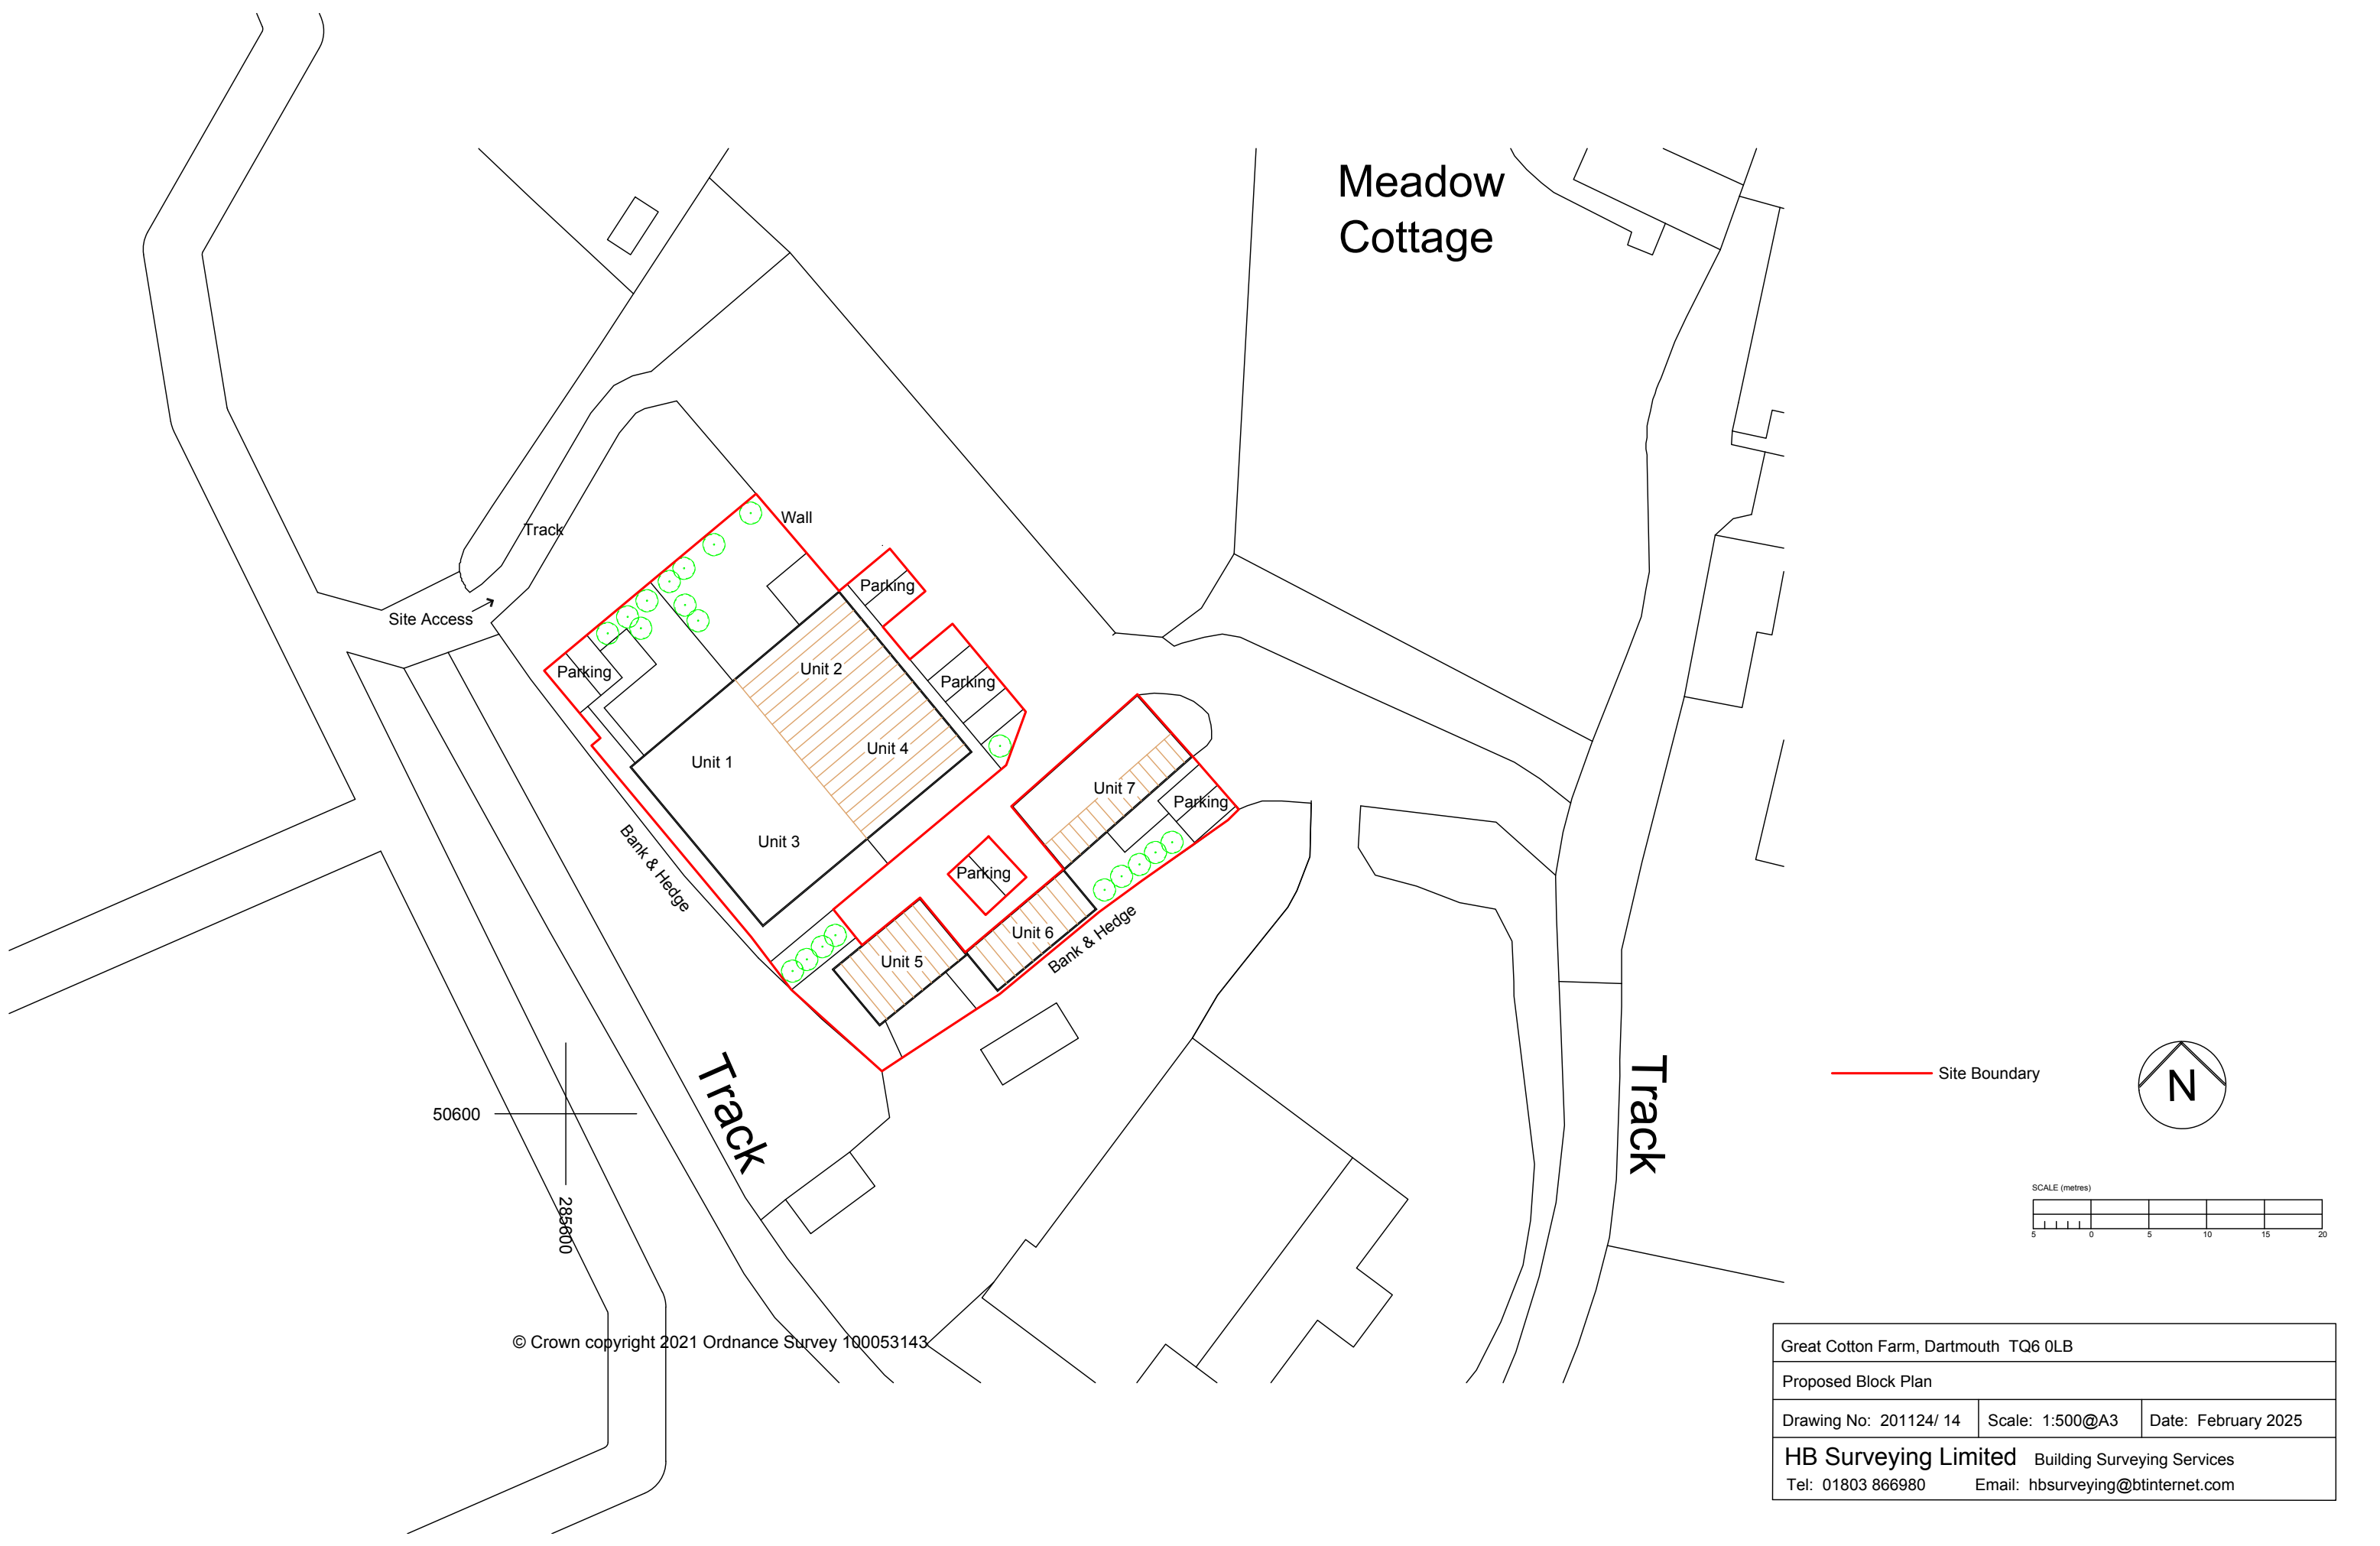 Meadow
Cottage
Wall
Track
Parking
Site Access
Parking
Unit 2
Parking
Unit 4
Unit 1
Unit 7
Parking
Unit 3
Bank & Hedge
Parking
Unit 6
Bank & Hedge
Unit 5
Track
Track
50600
285600
Site Boundary
N
SCALE (metres)
5 0 5 10 15 20
© Crown copyright 2021 Ordnance Survey 100053143
Great Cotton Farm, Dartmouth TQ6 0LB
Proposed Block Plan
Drawing No: 201124/ 14 Scale: 1:500@A3 Date: February 2025
HB Surveying Limited Building Surveying Services
Tel: 01803 866980 Email: hbsurveying@btinternet.com